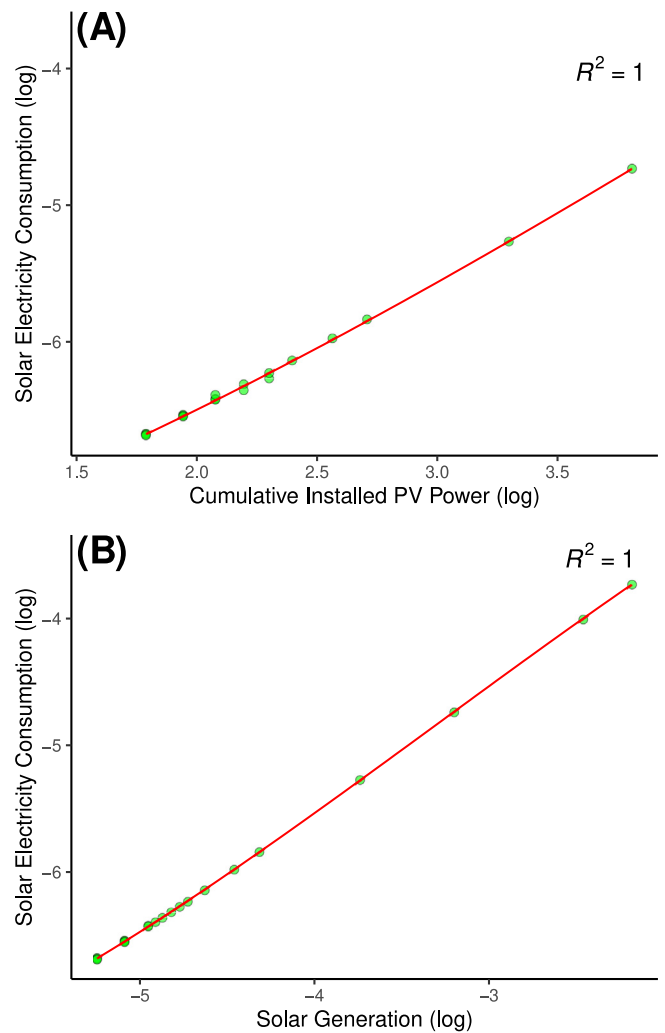 (A)
R² = 1
−4
−5
−6
Solar Electricity Consumption (log)
1.5 2.0 2.5 3.0 3.5
Cumulative Installed PV Power (log)
(B)
R² = 1
−4
−5
−6
Solar Electricity Consumption (log)
−5 −4 −3
Solar Generation (log)